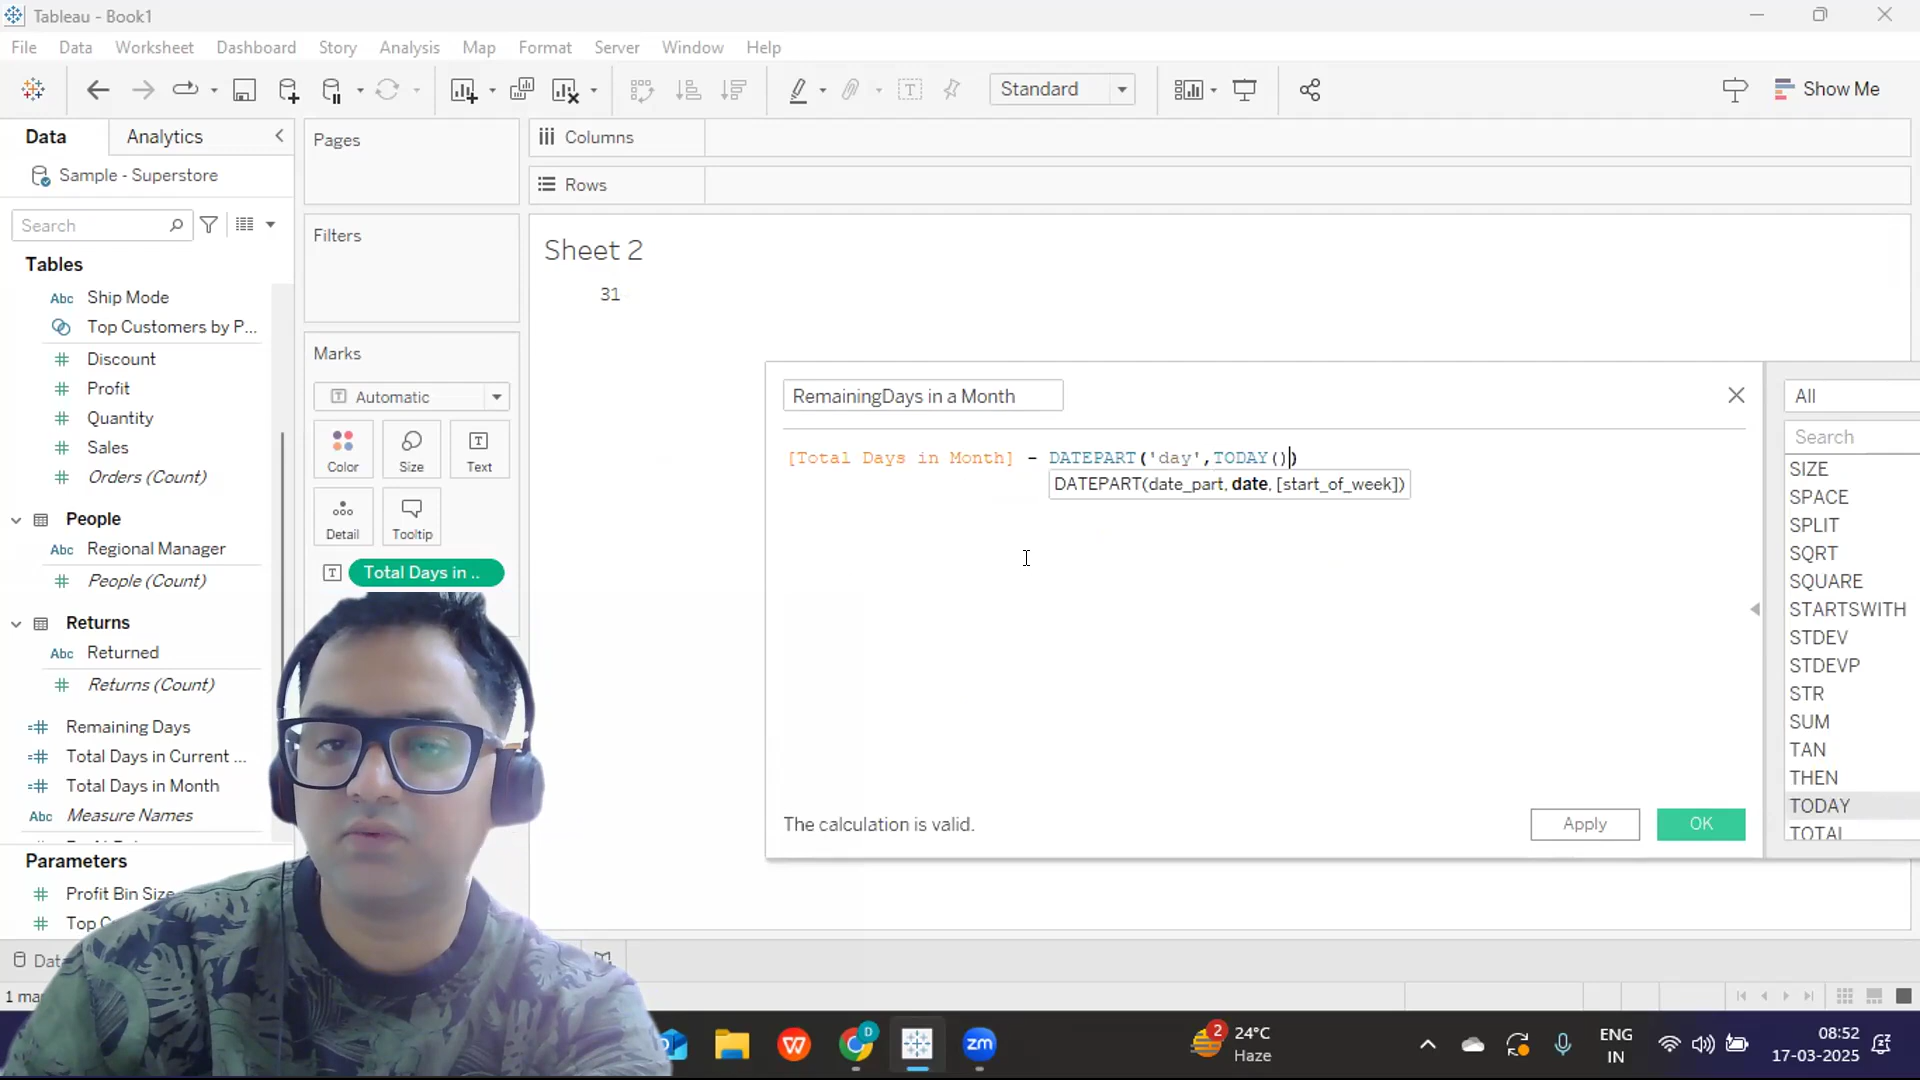 Tableau - Book1
File Data Worksheet Dashboard Story Analysis Map Format Server Window Help
Standard
Show Me
Data
Analytics
Sample - Superstore
Search
Tables
Abc Ship Mode
Top Customers by P...
Discount
Profit
Quantity
Sales
Orders (Count)
People
Abc Regional Manager
People (Count)
Returns
Abc Returned
Returns (Count)
Remaining Days
Total Days in Current ...
Total Days in Month
Abc Measure Names
Parameters
Profit Bin Size
Top C
Data
1 ma
Pages
Filters
Marks
Automatic
Color
Size
Text
Detail
Tooltip
Total Days in ..
Columns
Rows
Sheet 2
31
RemainingDays in a Month
[Total Days in Month] - DATEPART('day',TODAY())
DATEPART(date_part, date, [start_of_week])
The calculation is valid.
Apply
OK
All
Search
SIZE
SPACE
SPLIT
SQRT
SQUARE
STARTSWITH
STDEV
STDEVP
STR
SUM
TAN
THEN
TODAY
TOTAL
W
D
zm
2
24°C
Haze
ENG
IN
08:52
17-03-2025